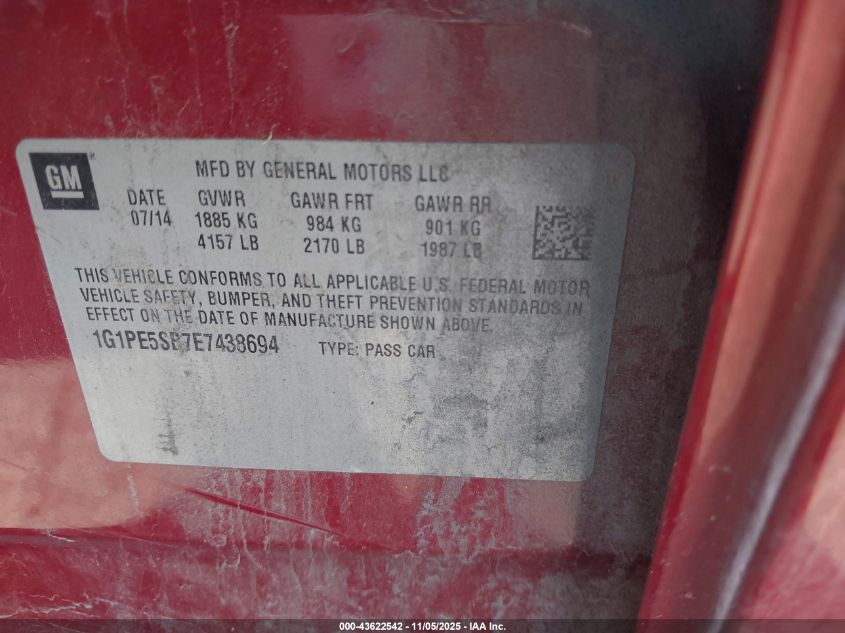 GM
MFD BY GENERAL MOTORS LLC
DATE GVWR GAWR FRT GAWR RR
07/14 1885 KG 984 KG 901 KG
4157 LB 2170 LB 1987 LB
THIS VEHICLE CONFORMS TO ALL APPLICABLE U.S. FEDERAL MOTOR
VEHICLE SAFETY, BUMPER, AND THEFT PREVENTION STANDARDS IN
EFFECT ON THE DATE OF MANUFACTURE SHOWN ABOVE.
1G1PE5SB7E7438694 TYPE: PASS CAR
000-43622542 - 11/05/2025 - IAA Inc.